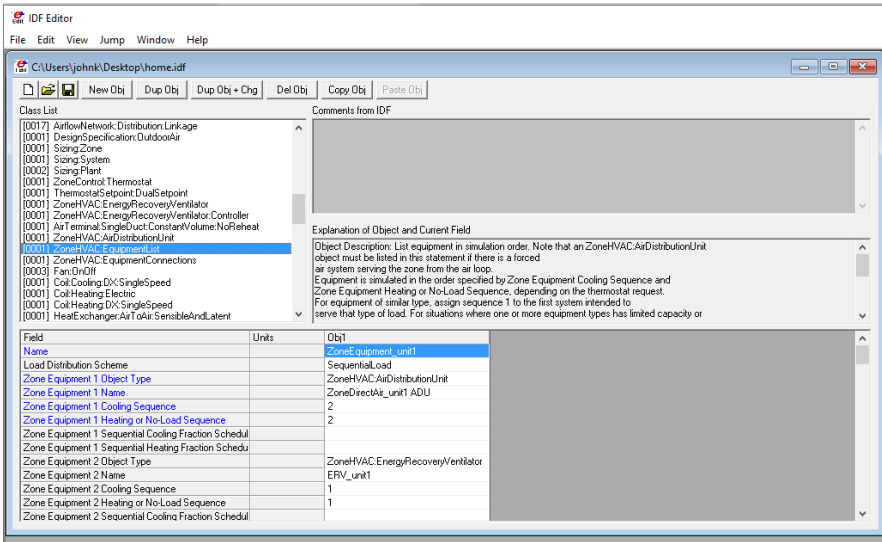 IDF Editor
File Edit View Jump Window Help
C:\Users\johnk\Desktop\home.idf
New Obj Dup Obj Dup Obj + Chg Del Obj Copy Obj Paste Obj
Class List
Comments from IDF
[0017] AirflowNetwork:Distribution:Linkage
[0001] DesignSpecification:OutdoorAir
[0001] Sizing:Zone
[0001] Sizing:System
[0002] Sizing:Plant
[0001] ZoneControl:Thermostat
[0001] ThermostatSetpoint:DualSetpoint
[0001] ZoneHVAC:EnergyRecoveryVentilator
[0001] ZoneHVAC:EnergyRecoveryVentilator:Controller
[0001] AirTerminal:SingleDuct:ConstantVolume:NoReheat
[0001] ZoneHVAC:AirDistributionUnit
[0001] ZoneHVAC:EquipmentList
[0001] ZoneHVAC:EquipmentConnections
[0003] Fan:OnOff
[0001] Coil:Cooling:DX:SingleSpeed
[0001] Coil:Heating:Electric
[0001] Coil:Heating:DX:SingleSpeed
[0001] HeatExchanger:AirToAir:SensibleAndLatent
Explanation of Object and Current Field
Object Description: List equipment in simulation order. Note that an ZoneHVAC:AirDistributionUnit
object must be listed in this statement if there is a forced
air system serving the zone from the air loop.
Equipment is simulated in the order specified by Zone Equipment Cooling Sequence and
Zone Equipment Heating or No-Load Sequence, depending on the thermostat request.
For equipment of similar type, assign sequence 1 to the first system intended to
serve that type of load. For situations where one or more equipment types has limited capacity or
Field Units Obj1
Name ZoneEquipment_unit1
Load Distribution Scheme SequentialLoad
Zone Equipment 1 Object Type ZoneHVAC:AirDistributionUnit
Zone Equipment 1 Name ZoneDirectAir_unit1 ADU
Zone Equipment 1 Cooling Sequence 2
Zone Equipment 1 Heating or No-Load Sequence 2
Zone Equipment 1 Sequential Cooling Fraction Schedul
Zone Equipment 1 Sequential Heating Fraction Schedu
Zone Equipment 2 Object Type ZoneHVAC:EnergyRecoveryVentilator
Zone Equipment 2 Name ERV_unit1
Zone Equipment 2 Cooling Sequence 1
Zone Equipment 2 Heating or No-Load Sequence 1
Zone Equipment 2 Sequential Cooling Fraction Schedul